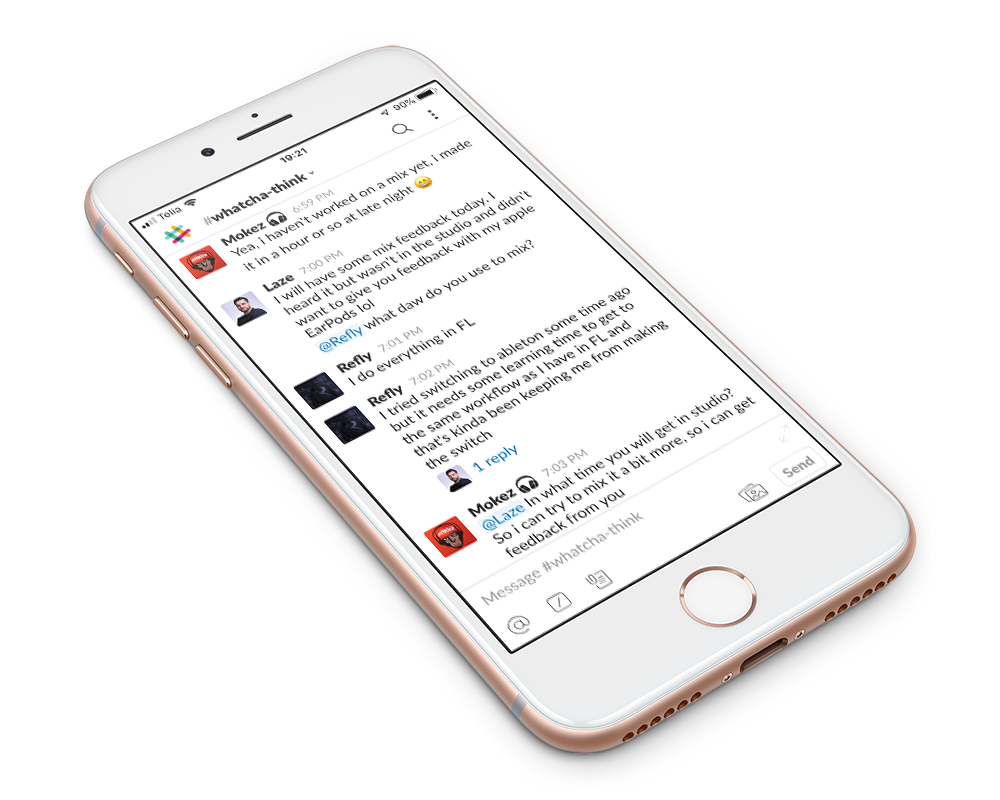 Telia
19:21
90%
#whatcha-think
Mokez 6:59 PM
Yea, i haven't worked on a mix yet, i made
it in a hour or so at late night 😄
Laze 7:00 PM
I will have some mix feedback today. I
heard it but wasn't in the studio and didn't
want to give you feedback with my apple
EarPods lol
@Refly what daw do you use to mix?
Refly 7:01 PM
I do everything in FL
Refly 7:02 PM
I tried switching to ableton some time ago
but it needs some learning time to get to
the same workflow as I have in FL and
that's kinda been keeping me from making
the switch
1 reply
Mokez 7:03 PM
@Laze In what time you will get in studio?
So i can try to mix it a bit more, so i can get
feedback from you
Message #whatcha-think
Send